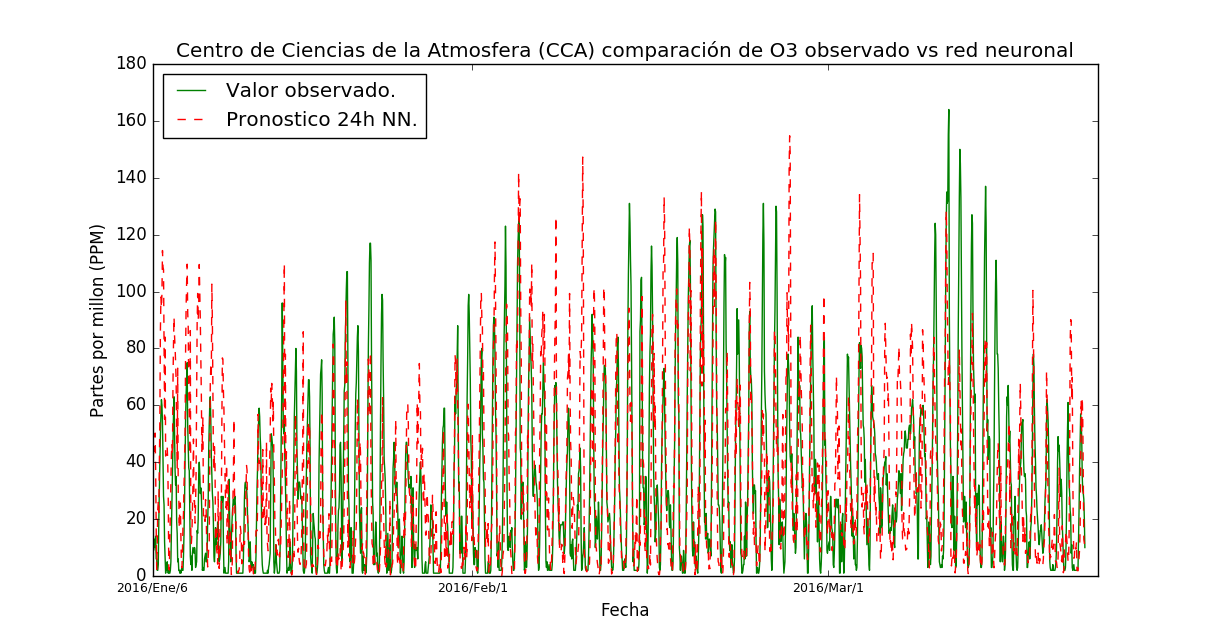 Centro de Ciencias de la Atmosfera (CCA) comparación de O3 observado vs red neuronal
Valor observado.
Pronostico 24h NN.
Partes por millon (PPM)
180
160
140
120
100
80
60
40
20
0
2016/Ene/6
2016/Feb/1
2016/Mar/1
Fecha